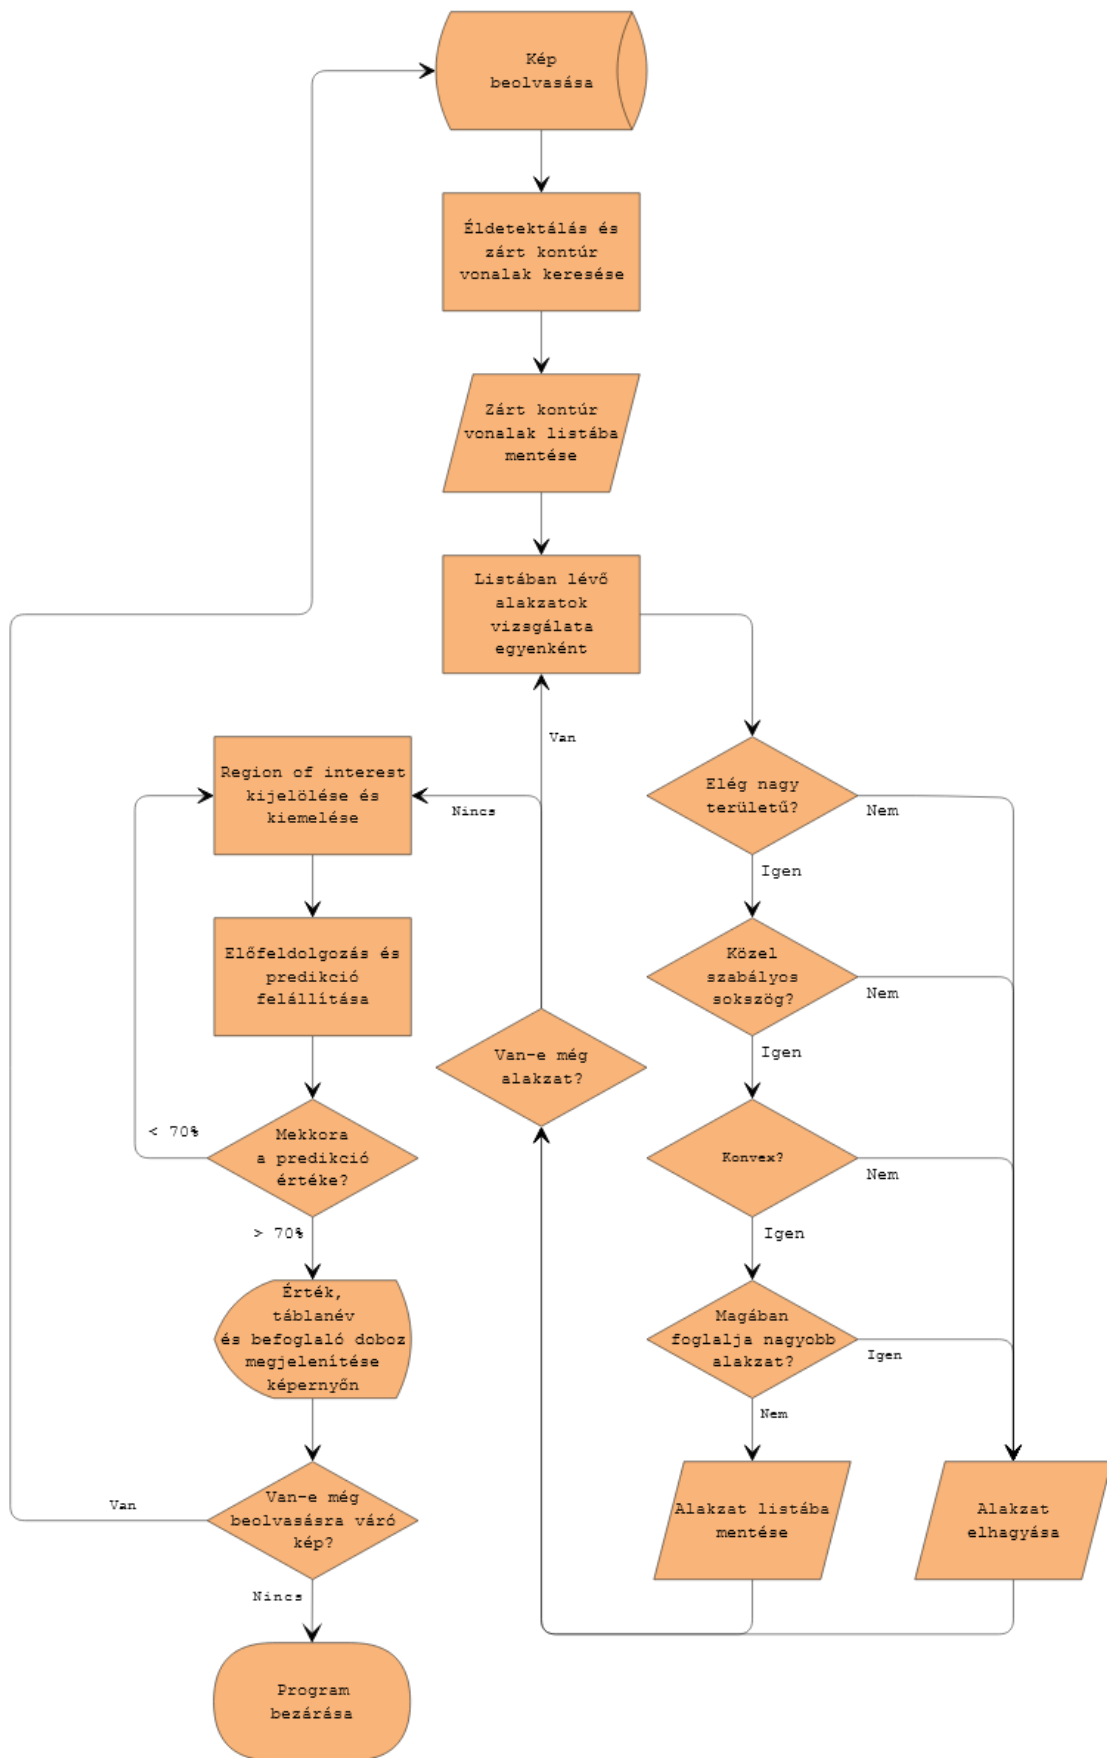 Kép
beolvasása
Éldetektálás és
zárt kontúr
vonalak keresése
Zárt kontúr
vonalak listába
mentése
Listában lévő
alakzatok
vizsgálata
egyenként
Van
Region of interest
kijelölése és
kiemelése
Nincs
Elég nagy
területű?
Nem
Igen
Előfeldolgozás és
predikció
felállítása
Közel
szabályos
sokszög?
Nem
Igen
Van-e még
alakzat?
< 70%
Mekkora
a predikció
értéke?
> 70%
Konvex?
Nem
Igen
Érték,
táblanév
és befoglaló doboz
megjelenítése
képernyőn
Magában
foglalja nagyobb
alakzat?
Igen
Nem
Van
Van-e még
beolvasásra váró
kép?
Nincs
Alakzat listába
mentése
Alakzat
elhagyása
Program
bezárása